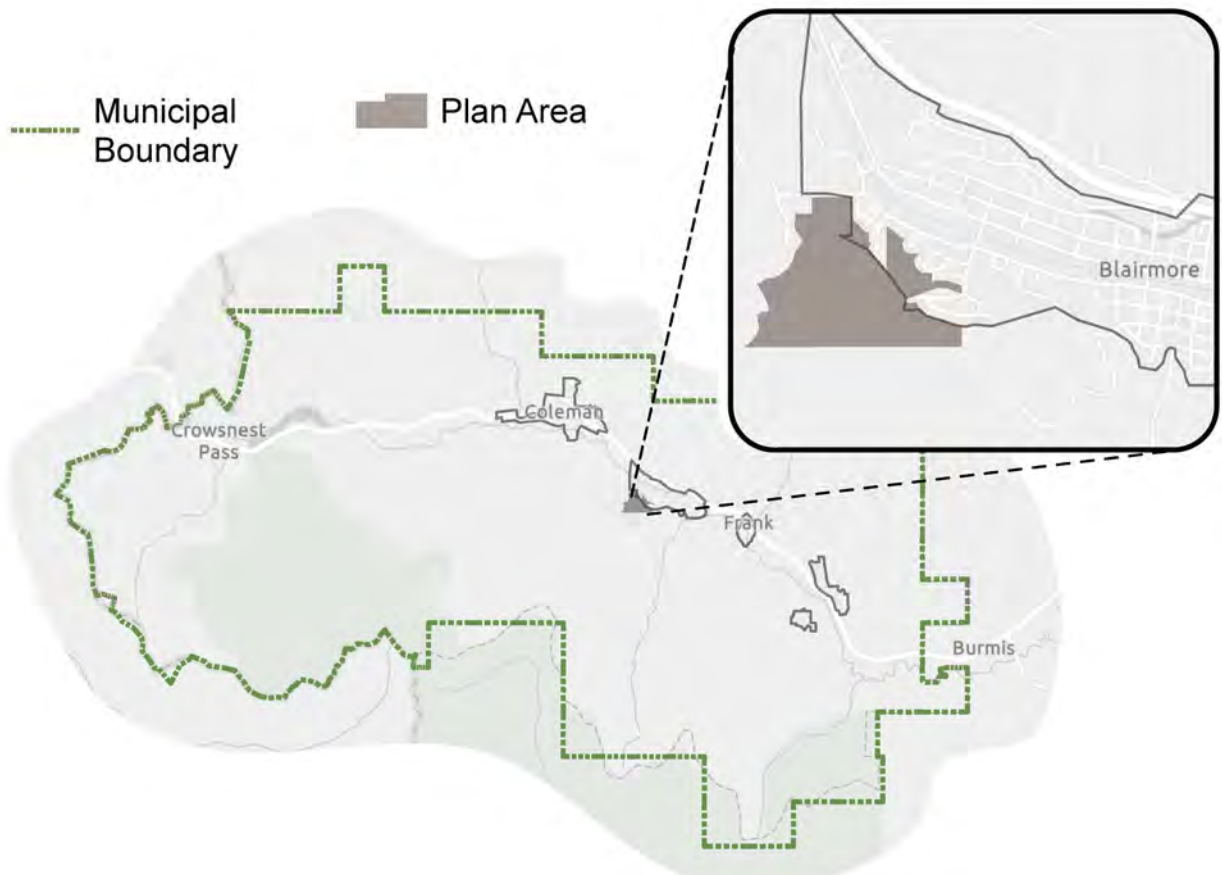 Municipal
Boundary
Plan Area
Blairmore
Coleman
Crowsnest
Pass
Frank
Burmis